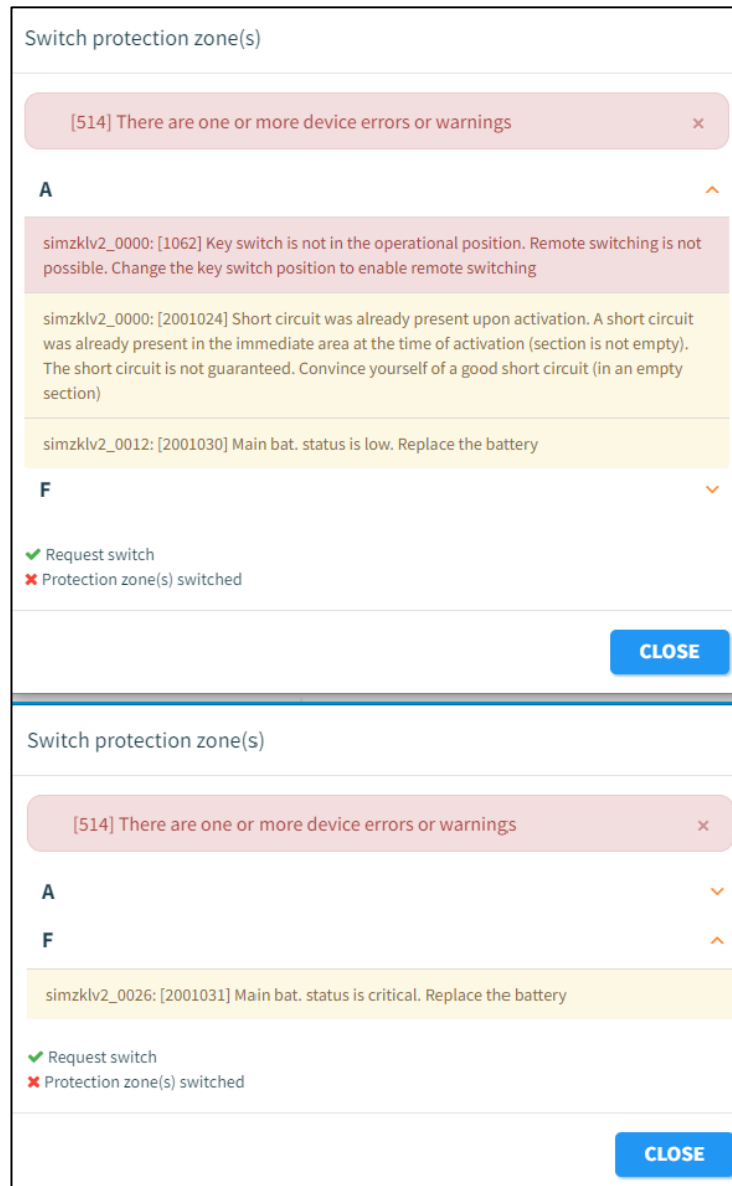 Switch protection zone(s)
[514] There are one or more device errors or warnings ×
A
simzklv2_0000: [1062] Key switch is not in the operational position. Remote switching is not
possible. Change the key switch position to enable remote switching
simzklv2_0000: [2001024] Short circuit was already present upon activation. A short circuit
was already present in the immediate area at the time of activation (section is not empty).
The short circuit is not guaranteed. Convince yourself of a good short circuit (in an empty
section)
simzklv2_0012: [2001030] Main bat. status is low. Replace the battery
F
Request switch
Protection zone(s) switched
CLOSE
Switch protection zone(s)
[514] There are one or more device errors or warnings ×
A
F
simzklv2_0026: [2001031] Main bat. status is critical. Replace the battery
Request switch
Protection zone(s) switched
CLOSE